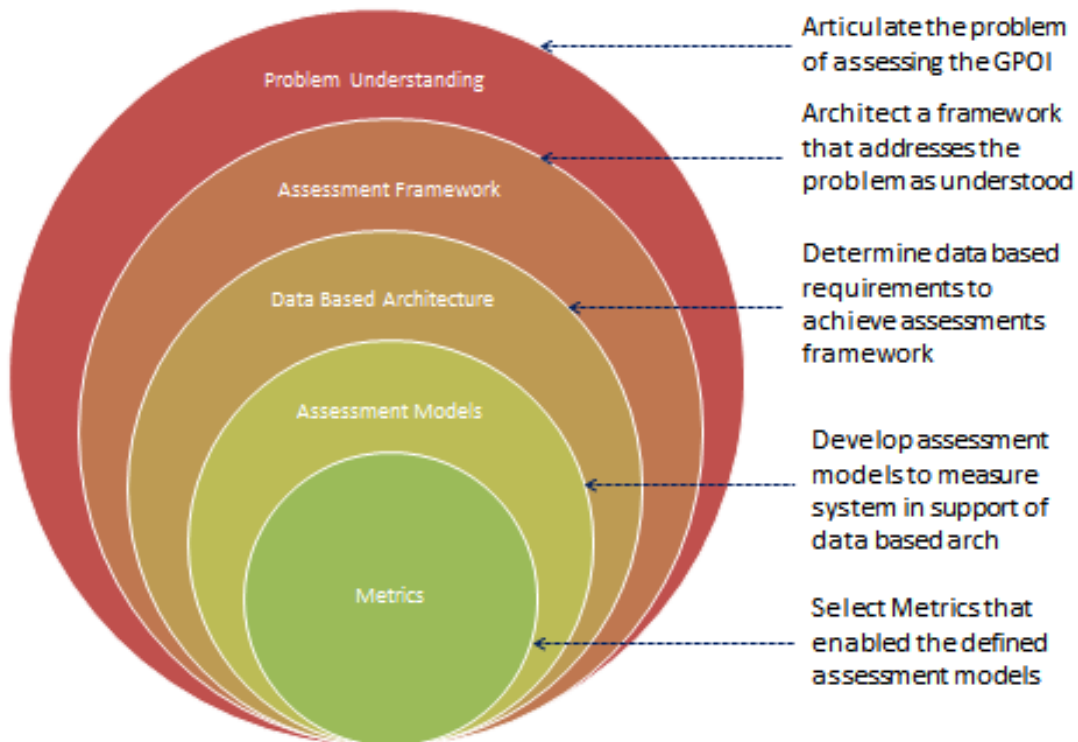 Articulate the problem
of assessing the GPOI
Problem Understanding
Architect a framework
that addresses the
problem as understood
Assessment Framework
Determine data based
requirements to
achieve assessments
framework
Data Based Architecture
Assessment Models
Develop assessment
models to measure
system in support of
data based arch
Metrics
Select Metrics that
enabled the defined
assessment models